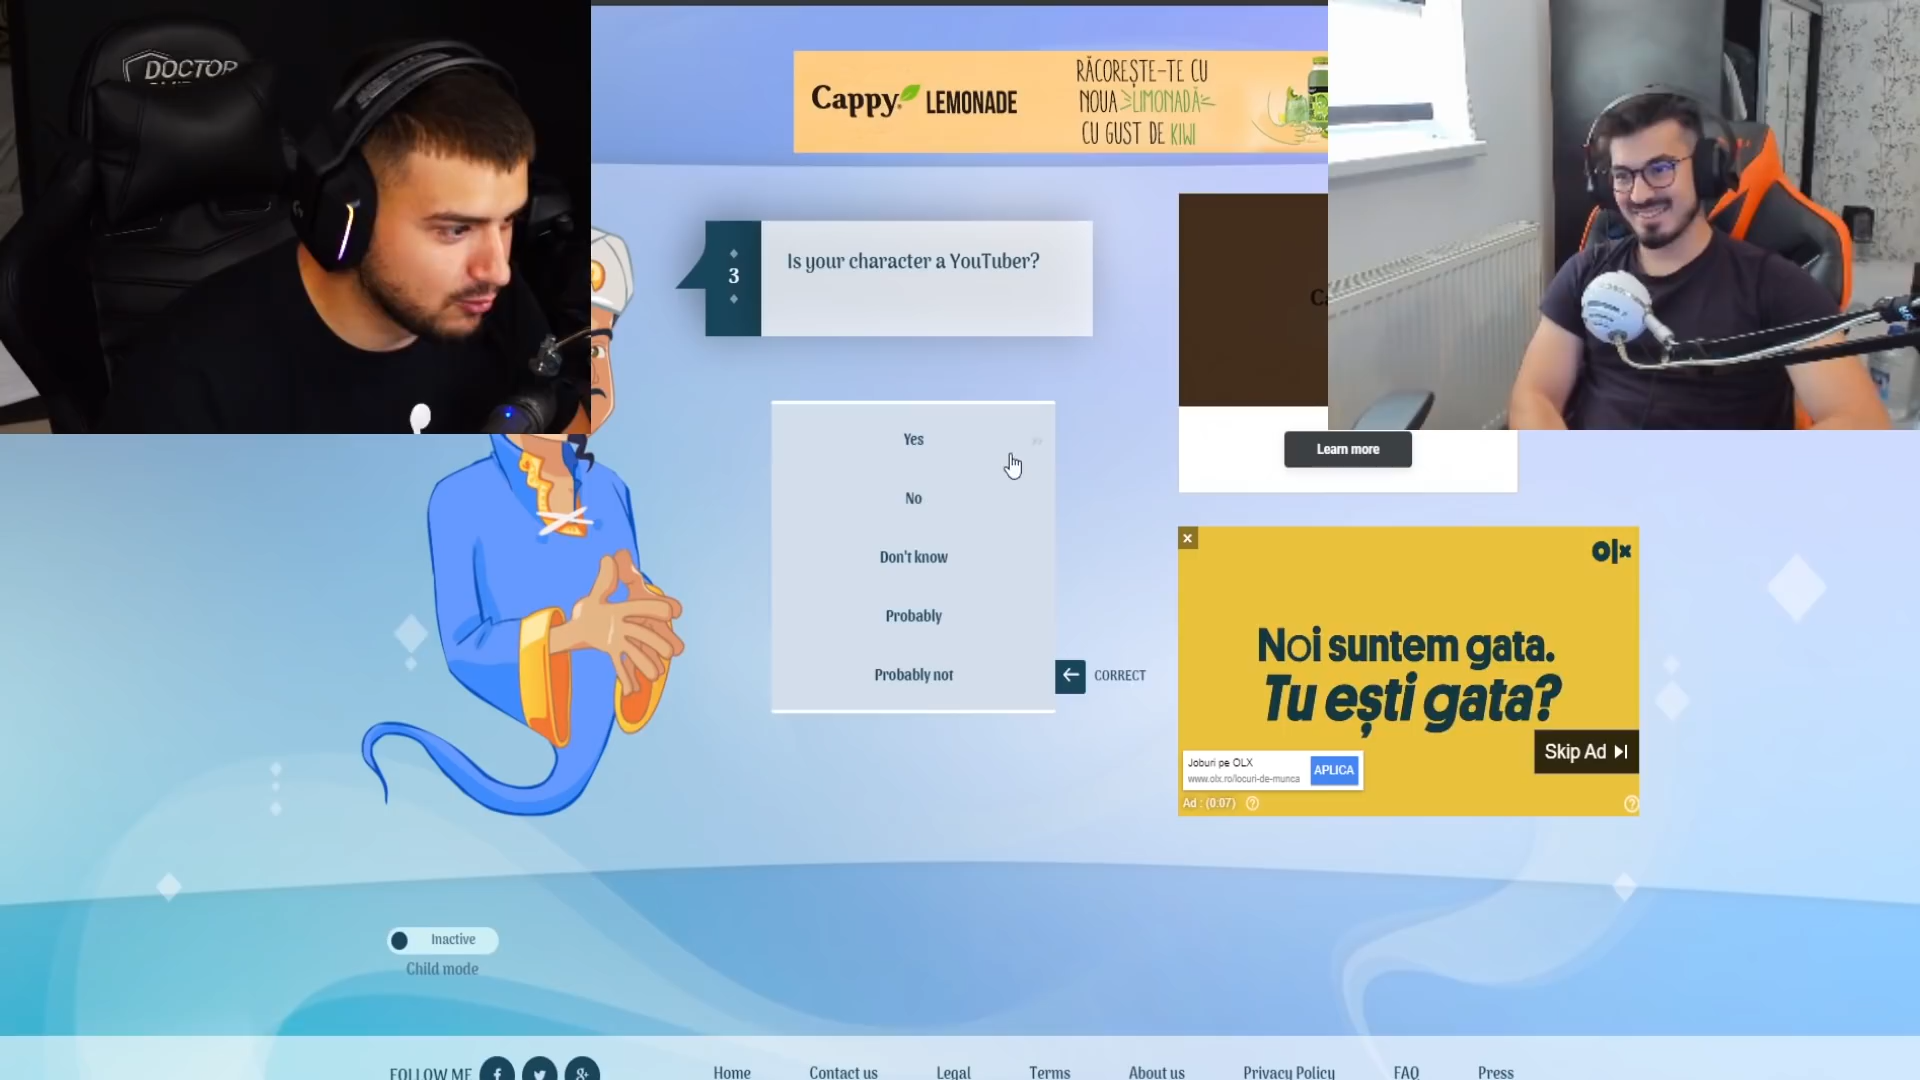 DOCTOR
Cappy LEMONADE
RĂCOREȘTE-TE CU
NOUA LIMONADĂ
CU GUST DE KIWI
3
Is your character a YouTuber?
Yes
No
Don't know
Probably
Probably not
CORRECT
Learn more
olx
Noi suntem gata.
Tu ești gata?
Skip Ad
Joburi pe OLX
www.olx.ro/locuri-de-munca
APLICA
Ad : (0:07)
Inactive
Child mode
FOLLOW ME
Home
Contact us
Legal
Terms
About us
Privacy Policy
FAQ
Press